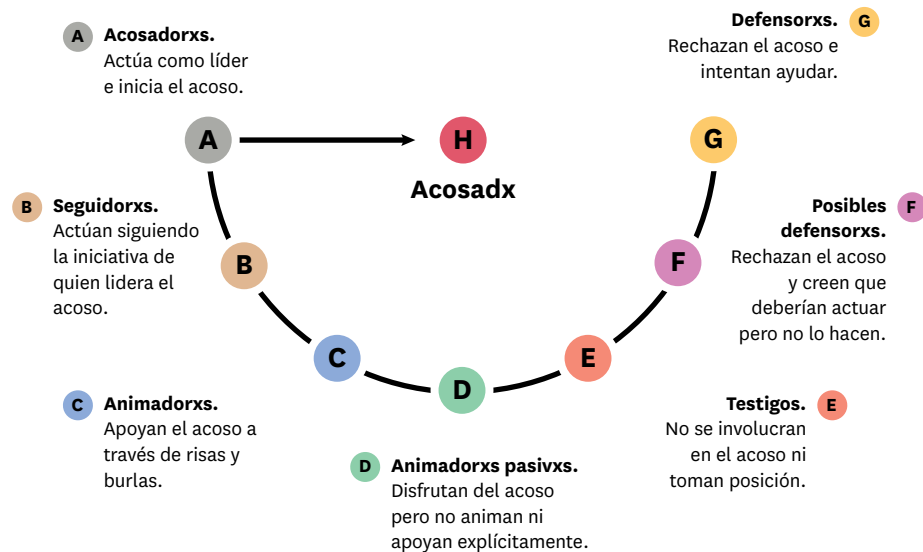 A Acosadorxs.
Actúa como líder
e inicia el acoso.
Defensorxs. G
Rechazan el acoso e
intentan ayudar.
A
H
G
Acosadx
B Seguidorxs.
Actúan siguiendo
la iniciativa de
quien lidera el
acoso.
Posibles F
defensorxs.
Rechazan el acoso
y creen que
deberían actuar
pero no lo hacen.
B
F
C
D
E
C Animadorxs.
Apoyan el acoso a
través de risas y
burlas.
D Animadorxs pasivxs.
Disfrutan del acoso
pero no animan ni
apoyan explícitamente.
Testigos. E
No se involucran
en el acoso ni
toman posición.